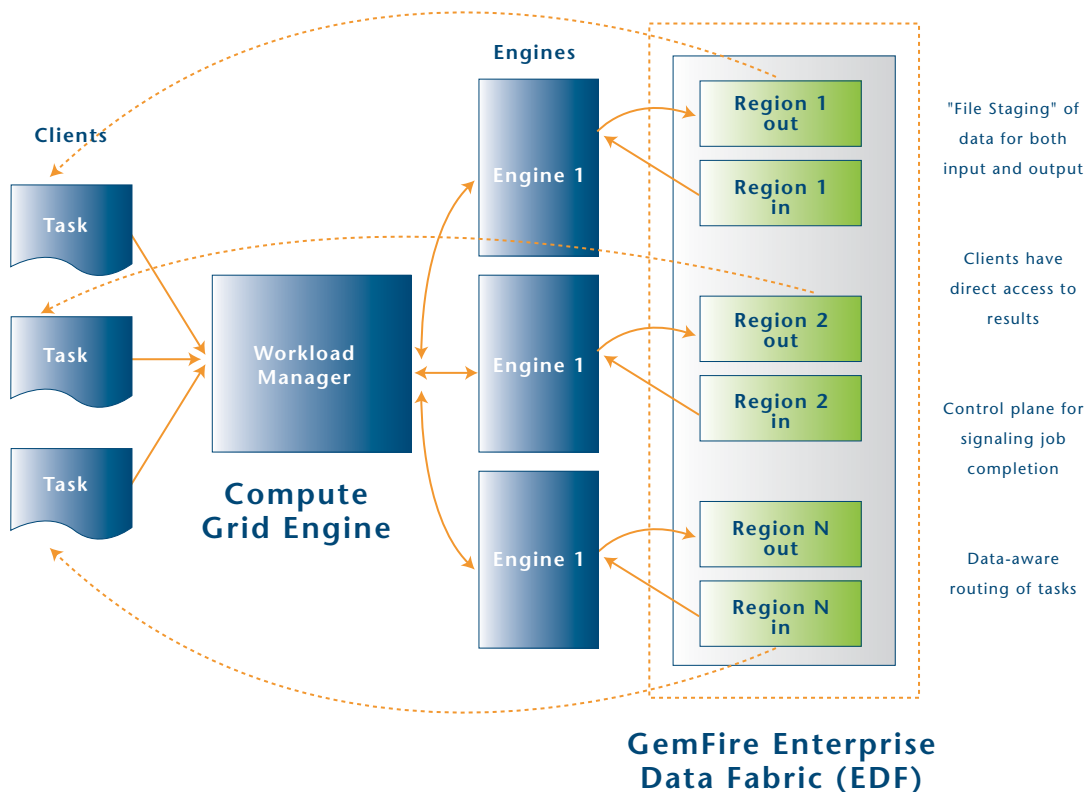 Clients
Task
Task
Task
Workload
Manager
Compute
Grid Engine
Engines
Engine 1
Engine 1
Engine 1
Region 1
out
Region 1
in
Region 2
out
Region 2
in
Region N
out
Region N
in
GemFire Enterprise
Data Fabric (EDF)
"File Staging" of
data for both
input and output
Clients have
direct access to
results
Control plane for
signaling job
completion
Data-aware
routing of tasks